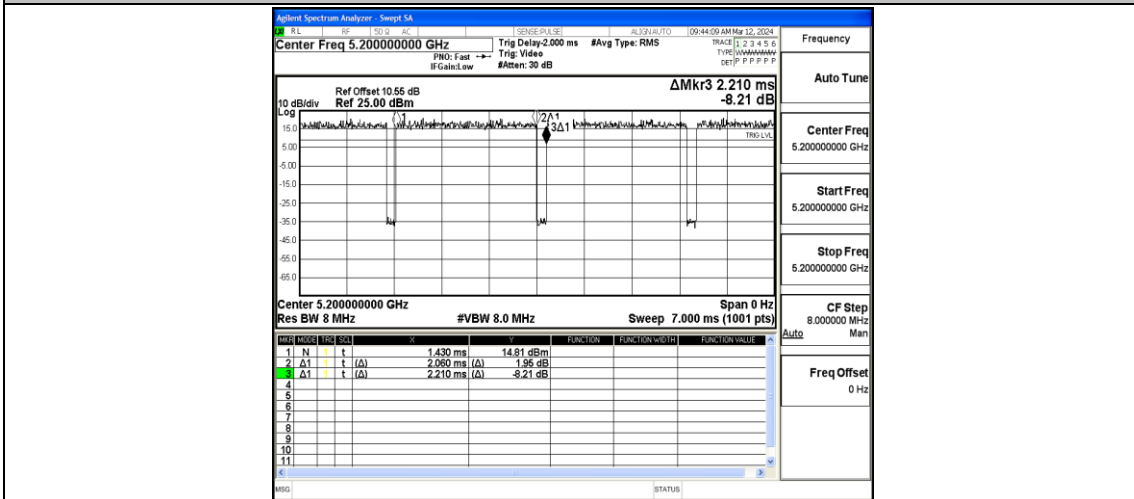 Agilent Spectrum Analyzer - Swept SA
RL RF 50 Ω AC SENSE:PULSE ALIGNAUTO 09:44:09 AM Mar 12, 2024
Center Freq 5.200000000 GHz
PNO: Fast
IFGain:Low
Trig Delay-2.000 ms
Trig: Video
#Atten: 30 dB
#Avg Type: RMS
TRACE 1 2 3 4 5 6
TYPE
DET P P P P P P
Frequency
ΔMkr3 2.210 ms
-8.21 dB
Ref Offset 10.55 dB
10 dB/div Ref 25.00 dBm
Log
15.0
5.00
-5.00
-15.0
-25.0
-35.0
-45.0
-55.0
-65.0
1
2Δ1
3Δ1
TRIG LVL
Center 5.200000000 GHz Span 0 Hz
Res BW 8 MHz #VBW 8.0 MHz Sweep 7.000 ms (1001 pts)
MKR MODE TRC SCL X Y FUNCTION FUNCTION WIDTH FUNCTION VALUE
1 N 1 t 1.430 ms 14.81 dBm
2 Δ1 1 t (Δ) 2.060 ms (Δ) 1.95 dB
3 Δ1 1 t (Δ) 2.210 ms (Δ) -8.21 dB
4
5
6
7
8
9
10
11
MSG STATUS
Auto Tune
Center Freq
5.200000000 GHz
Start Freq
5.200000000 GHz
Stop Freq
5.200000000 GHz
CF Step
8.000000 MHz
Auto Man
Freq Offset
0 Hz